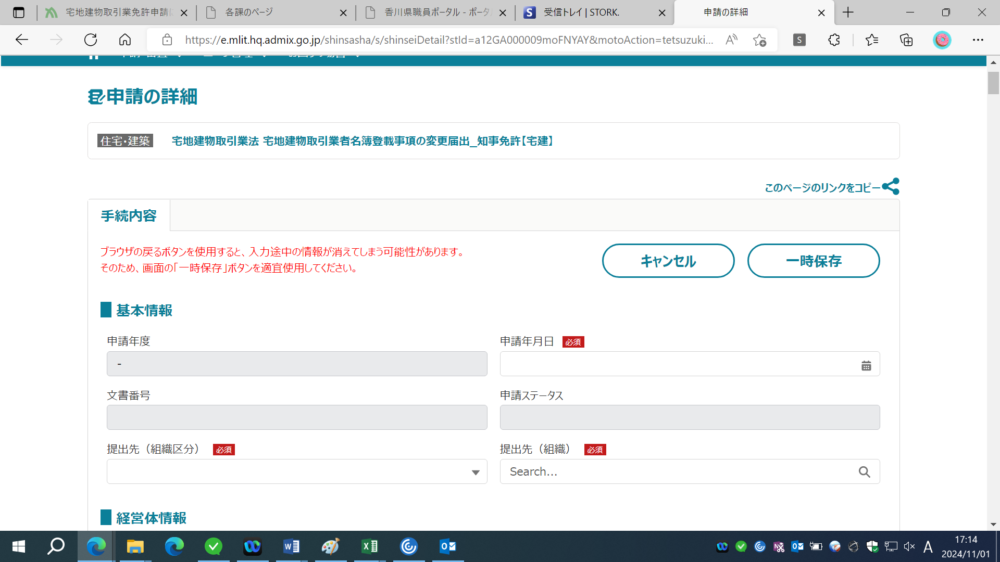 宅地建物取引業免許申請に
各課のページ
香川県職員ポータル - ポータ
受信トレイ | STORK.
申請の詳細
https://e.mlit.hq.admix.go.jp/shinsasha/s/shinseiDetail?stId=a12GA000009moFNYAY&motoAction=tetsuzuki...
申請の詳細
住宅・建築
宅地建物取引業法 宅地建物取引業者名簿登載事項の変更届出_知事免許【宅建】
このページのリンクをコピー
手続内容
ブラウザの戻るボタンを使用すると、入力途中の情報が消えてしまう可能性があります。
そのため、画面の「一時保存」ボタンを適宜使用してください。
キャンセル
一時保存
基本情報
申請年度
申請年月日 必須
-
文書番号
申請ステータス
提出先（組織区分） 必須
提出先（組織） 必須
Search...
経営体情報
A
17:14
2024/11/01